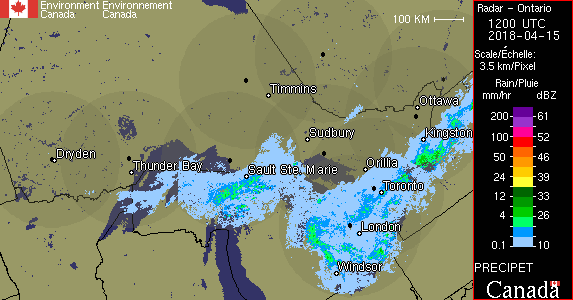 Environment Environnement
Canada Canada
100 KM
Radar - Ontario
1200 UTC
2018-04-15
Scale/Échelle:
3.5 km/Pixel
Rain/Pluie
mm/hr dBZ
200 61
100 52
50 46
24 39
12 33
4 26
2 20
0.1 10
PRECIPET
Canada
Timmins
Ottawa
Sudbury
Kingston
Dryden
Thunder Bay
Sault Ste. Marie
Orillia
Toronto
London
Windsor